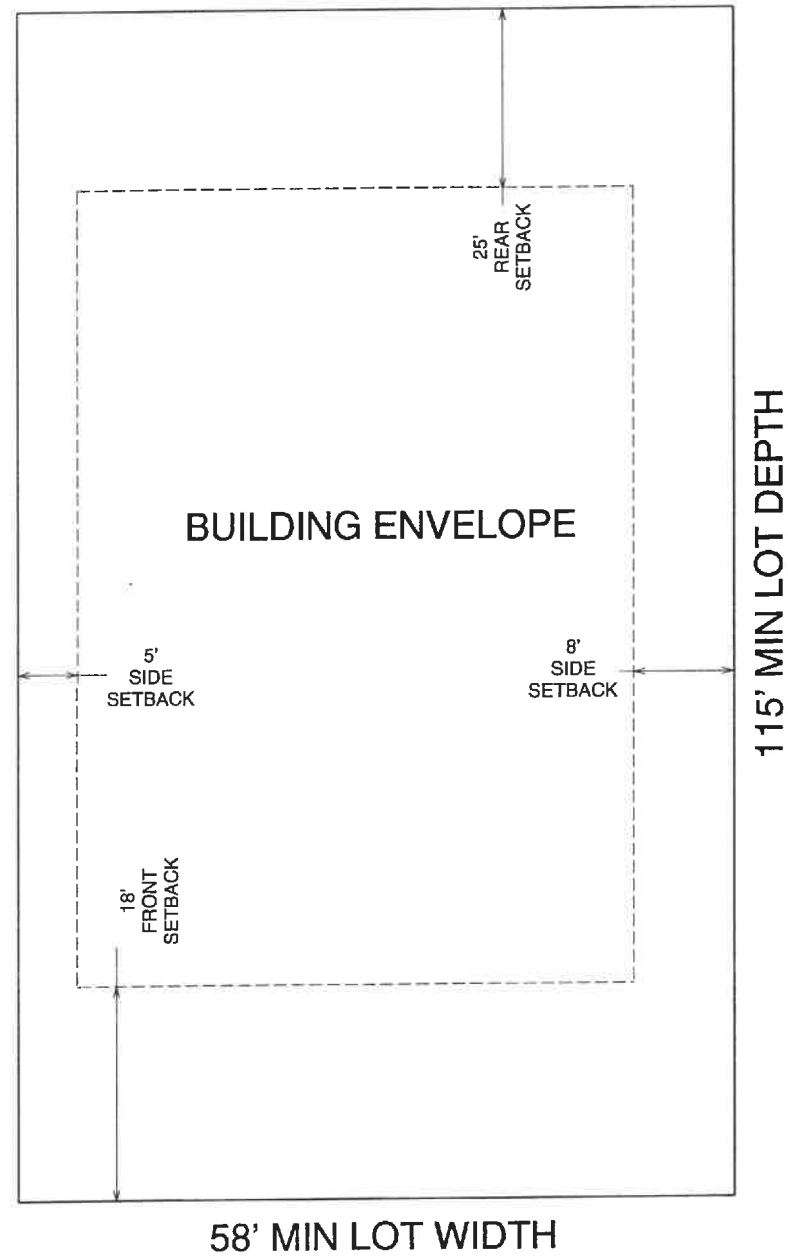 25'
REAR
SETBACK
BUILDING ENVELOPE
5'
SIDE
SETBACK
8'
SIDE
SETBACK
115' MIN LOT DEPTH
18'
FRONT
SETBACK
58' MIN LOT WIDTH